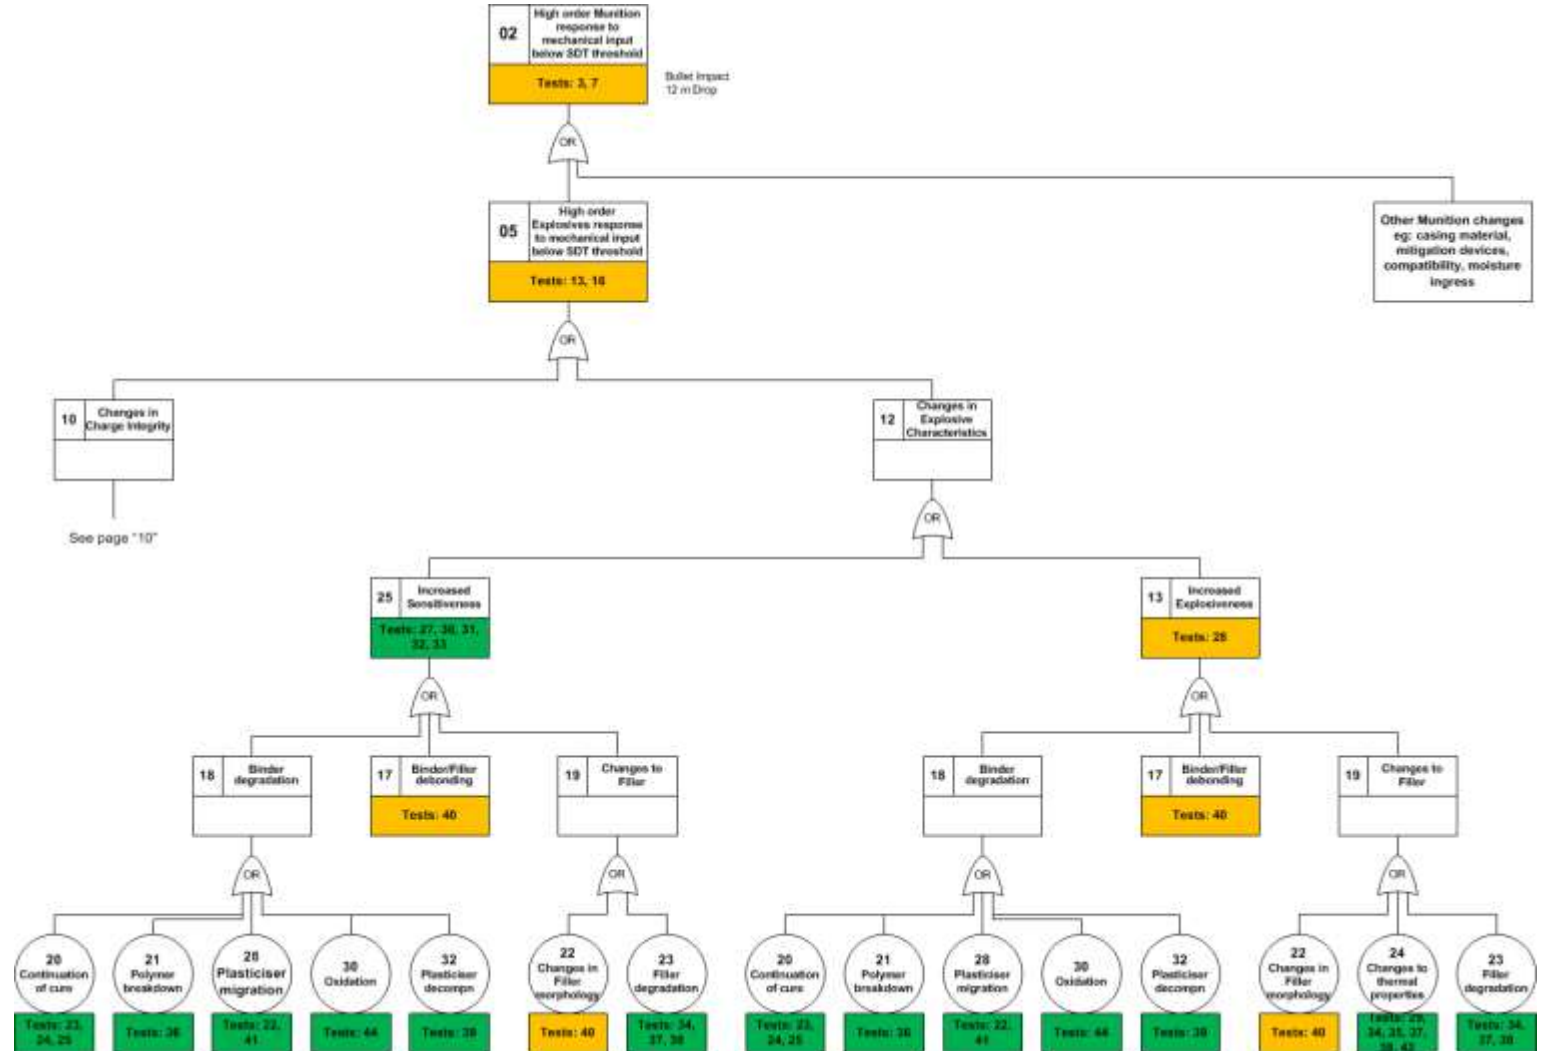 02
High order Munition
response to
mechanical input
below SDT threshold
Tests: 3, 7
Bullet Impact
12 m Drop
OR
05
High order
Explosives response
to mechanical input
below SDT threshold
Tests: 13, 16
Other Munition changes
eg: casing material,
mitigation devices,
compatibility, moisture
ingress
OR
10
Changes in
Charge Integrity
See page "10"
12
Changes in
Explosive
Characteristics
OR
25
Increased
Sensitiveness
Tests: 27, 30, 31,
32, 33
13
Increased
Explosiveness
Tests: 28
OR
OR
18
Binder
degradation
17
Binder/Filler
debonding
Tests: 40
19
Changes to
Filler
18
Binder
degradation
17
Binder/Filler
debonding
Tests: 40
19
Changes to
Filler
OR
OR
OR
OR
20
Continuation
of cure
Tests: 23,
24, 25
21
Polymer
breakdown
Tests: 36
28
Plasticiser
migration
Tests: 22,
41
30
Oxidation
Tests: 44
32
Plasticiser
decompn
Tests: 39
22
Changes in
Filler
morphology
Tests: 40
23
Filler
degradation
Tests: 34,
37, 38
20
Continuation
of cure
Tests: 23,
24, 25
21
Polymer
breakdown
Tests: 36
28
Plasticiser
migration
Tests: 22,
41
30
Oxidation
Tests: 44
32
Plasticiser
decompn
Tests: 39
22
Changes in
Filler
morphology
Tests: 40
24
Changes to
thermal
properties
Tests: 29,
34, 35, 37,
23
Filler
degradation
Tests: 34,
37, 38